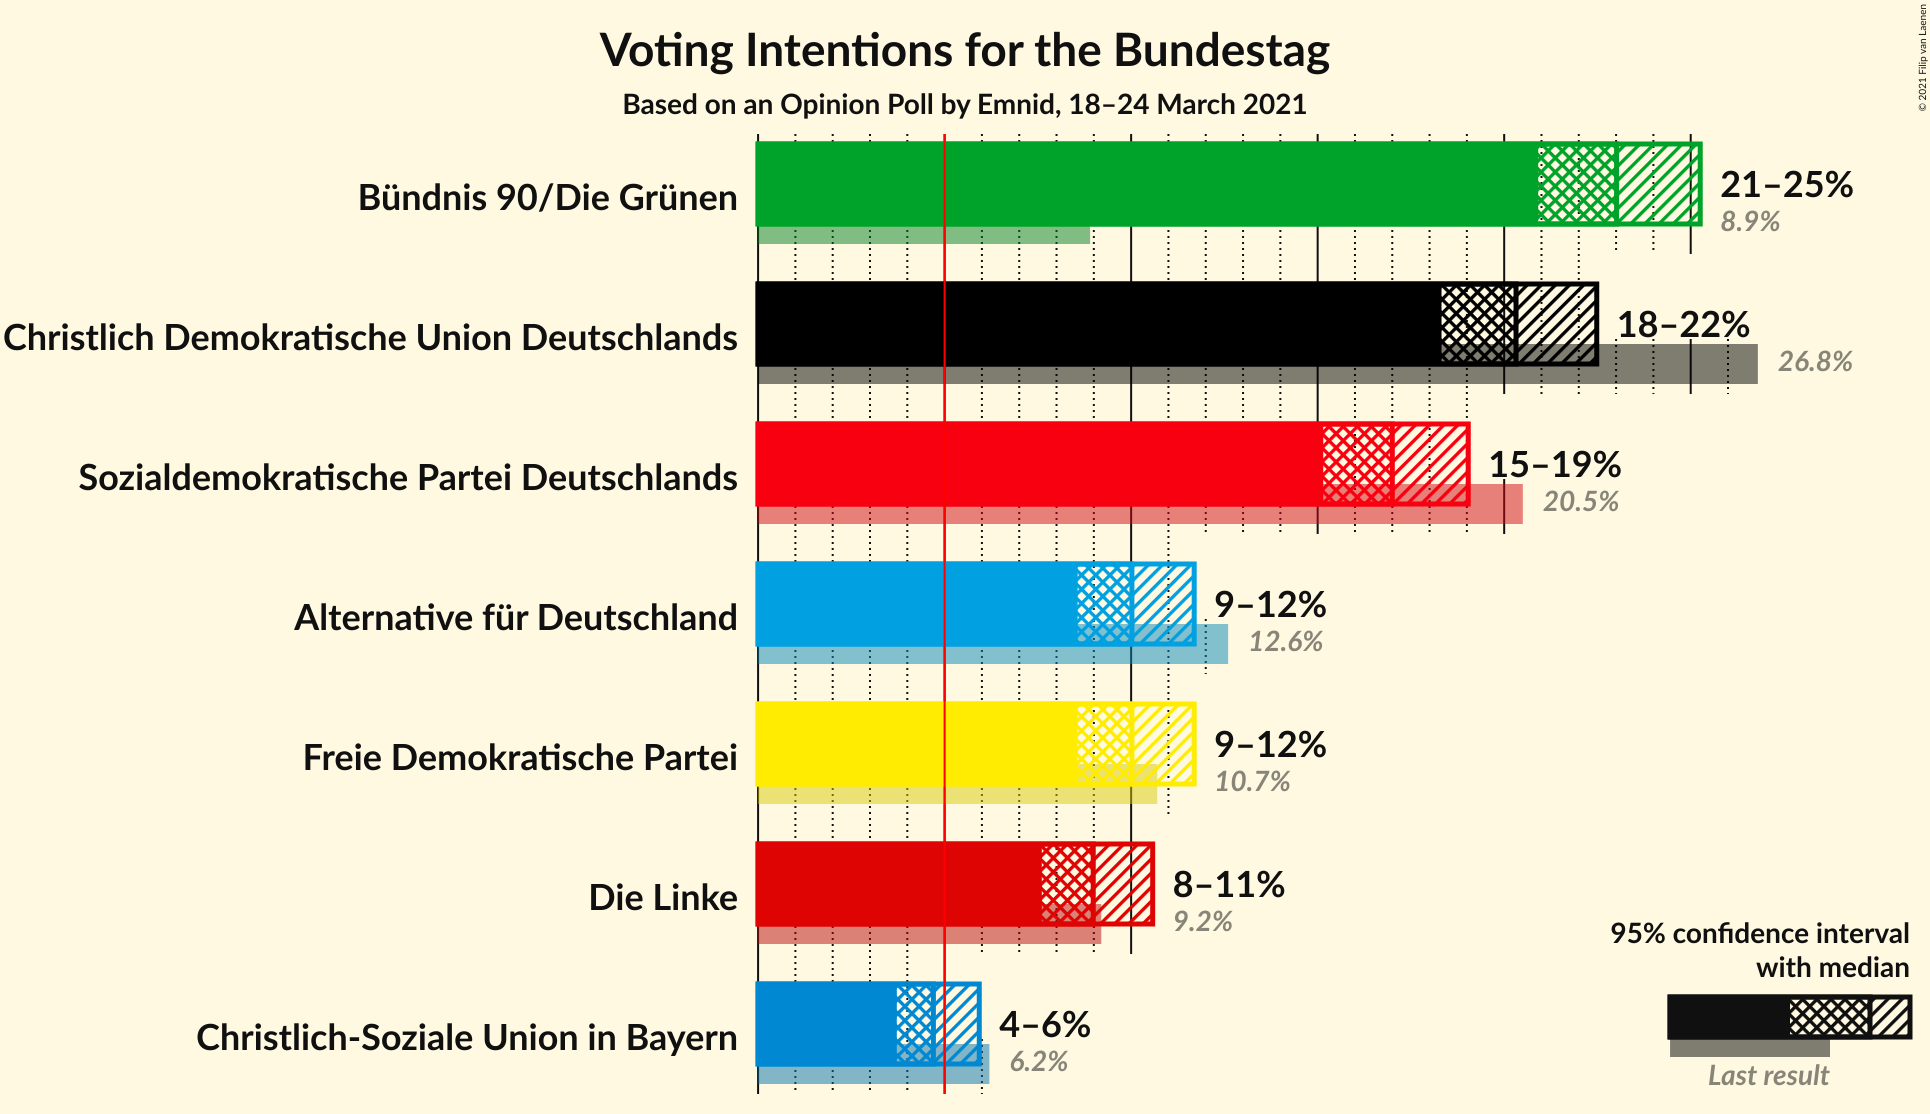 Voting Intentions for the Bundestag
Based on an Opinion Poll by Emnid, 18–24 March 2021
© 2021 Filip van Laenen
Bündnis 90/Die Grünen
21–25%
8.9%
Christlich Demokratische Union Deutschlands
18–22%
26.8%
Sozialdemokratische Partei Deutschlands
15–19%
20.5%
Alternative für Deutschland
9–12%
12.6%
Freie Demokratische Partei
9–12%
10.7%
Die Linke
8–11%
9.2%
Christlich-Soziale Union in Bayern
4–6%
6.2%
95% confidence interval
with median
Last result